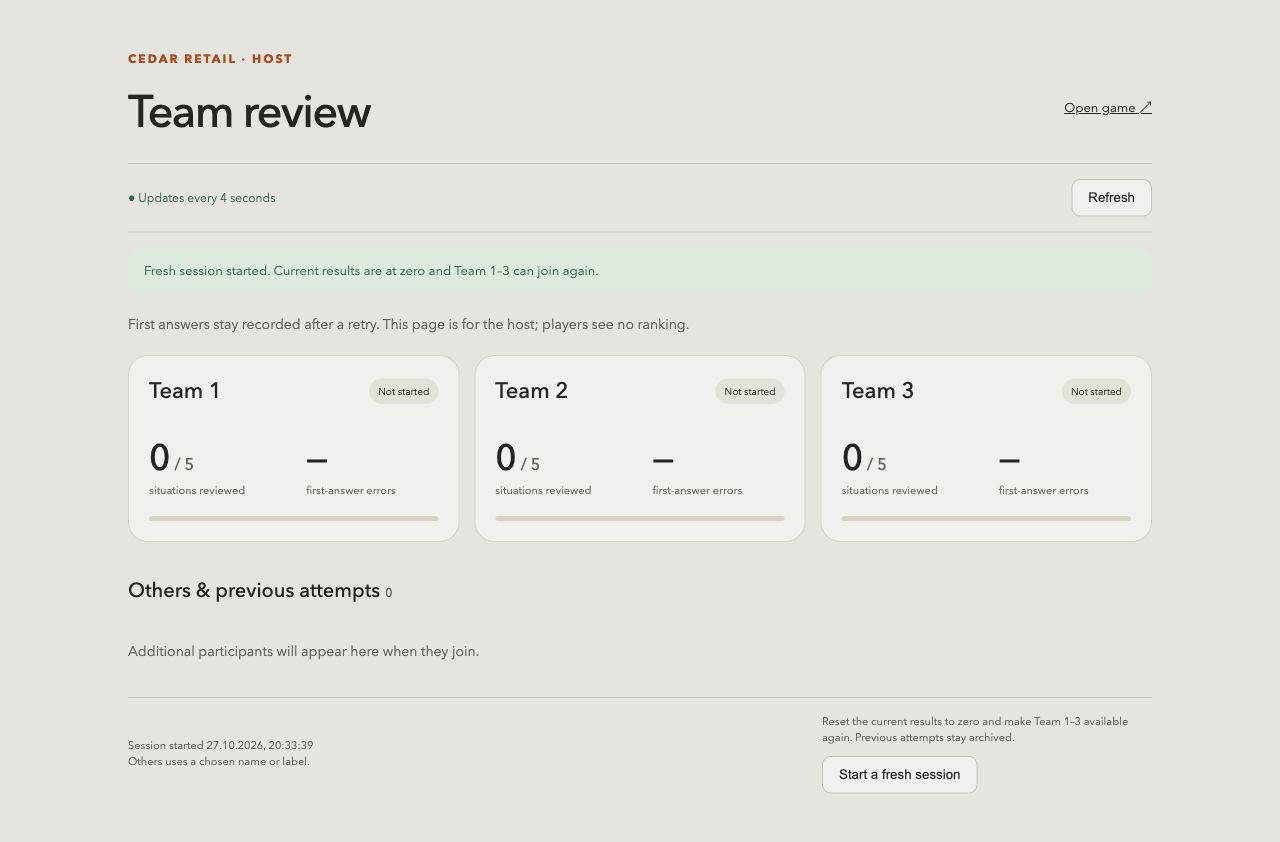 CEDAR RETAIL · HOST
Team review
Open game ↗
● Updates every 4 seconds
Refresh
Fresh session started. Current results are at zero and Team 1–3 can join again.
First answers stay recorded after a retry. This page is for the host; players see no ranking.
Team 1
Not started
0 / 5
–
situations reviewed
first-answer errors
Team 2
Not started
0 / 5
–
situations reviewed
first-answer errors
Team 3
Not started
0 / 5
–
situations reviewed
first-answer errors
Others & previous attempts 0
Additional participants will appear here when they join.
Session started 27.10.2026, 20:33:39
Others uses a chosen name or label.
Reset the current results to zero and make Team 1–3 available
again. Previous attempts stay archived.
Start a fresh session